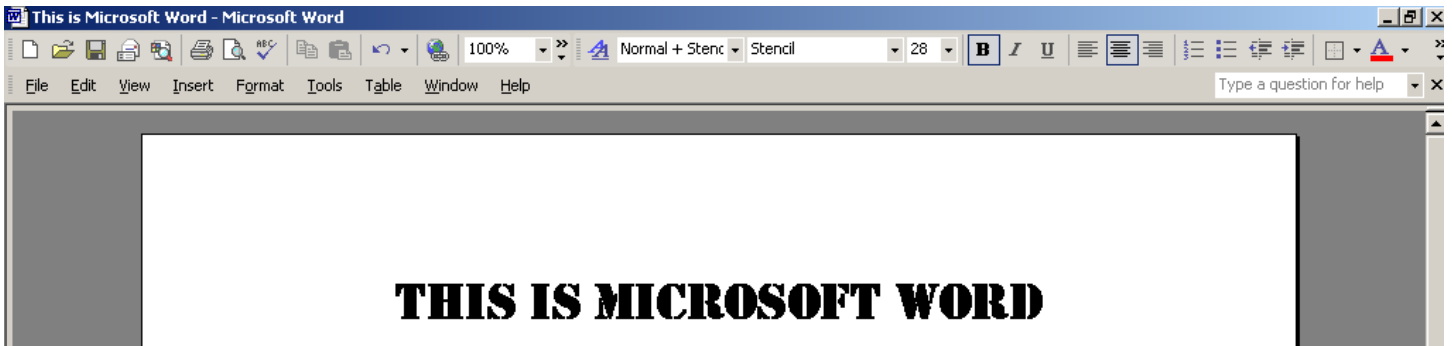 This is Microsoft Word - Microsoft Word
ABC 100% Normal + Stenc Stencil 28 B I U A
File Edit View Insert Format Tools Table Window Help Type a question for help
THIS IS MICROSOFT WORD